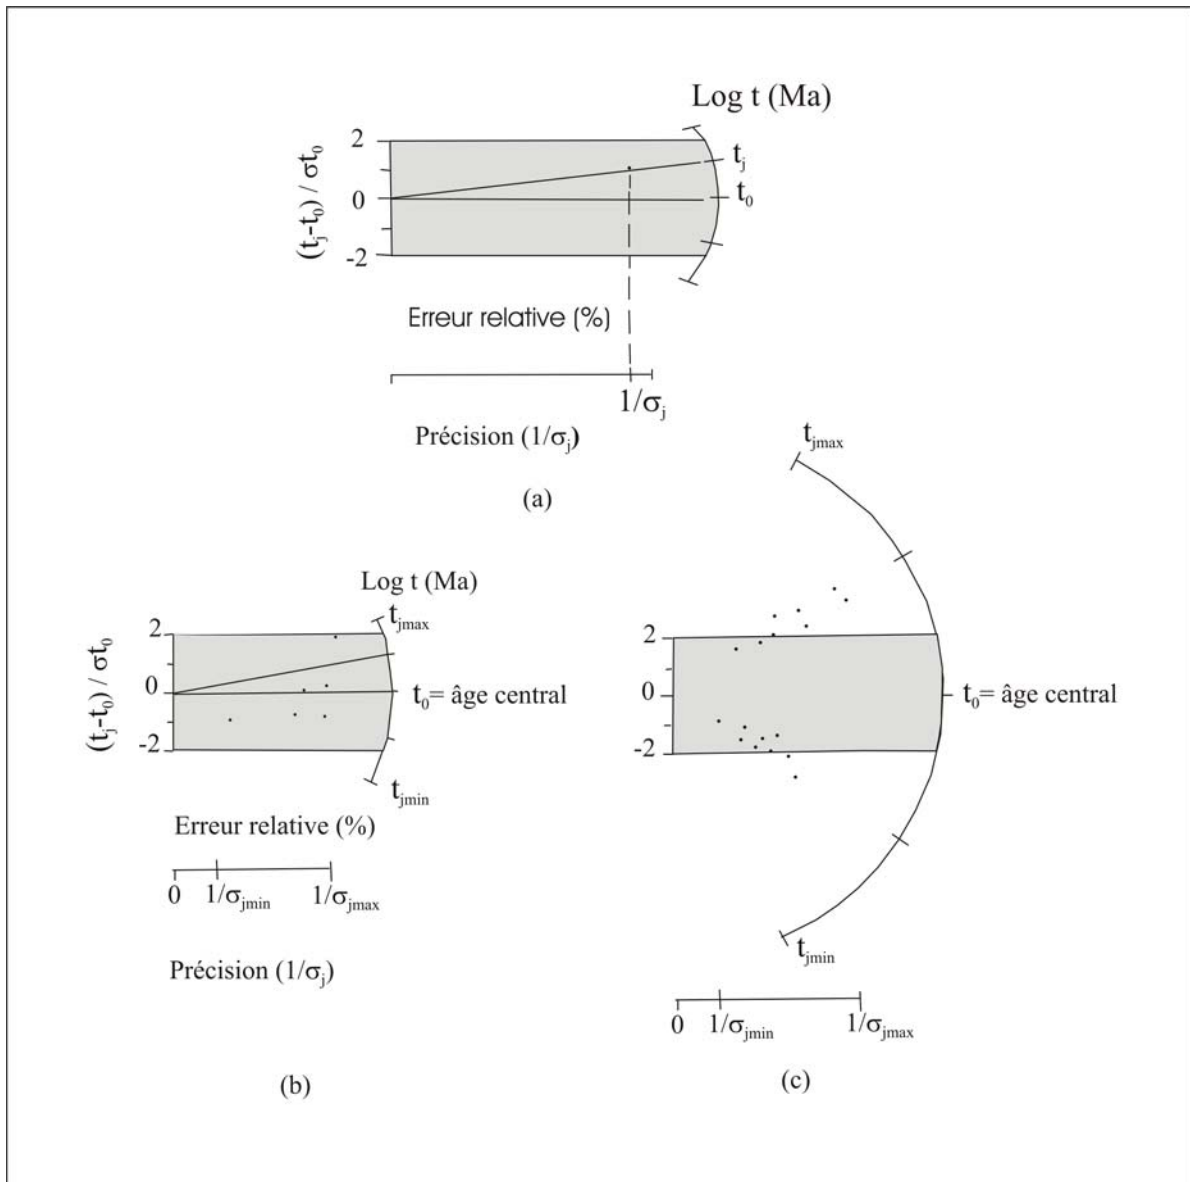 Log t (Ma)
(tj-t0) / σt0
2
0
-2
tj
t0
Erreur relative (%)
1/σj
Précision (1/σj)
(a)
Log t (Ma)
(tj-t0) / σt0
2
0
-2
tjmax
t0= âge central
tjmin
Erreur relative (%)
0 1/σjmin 1/σjmax
Précision (1/σj)
(b)
tjmax
2
0
-2
t0= âge central
tjmin
0 1/σjmin 1/σjmax
(c)